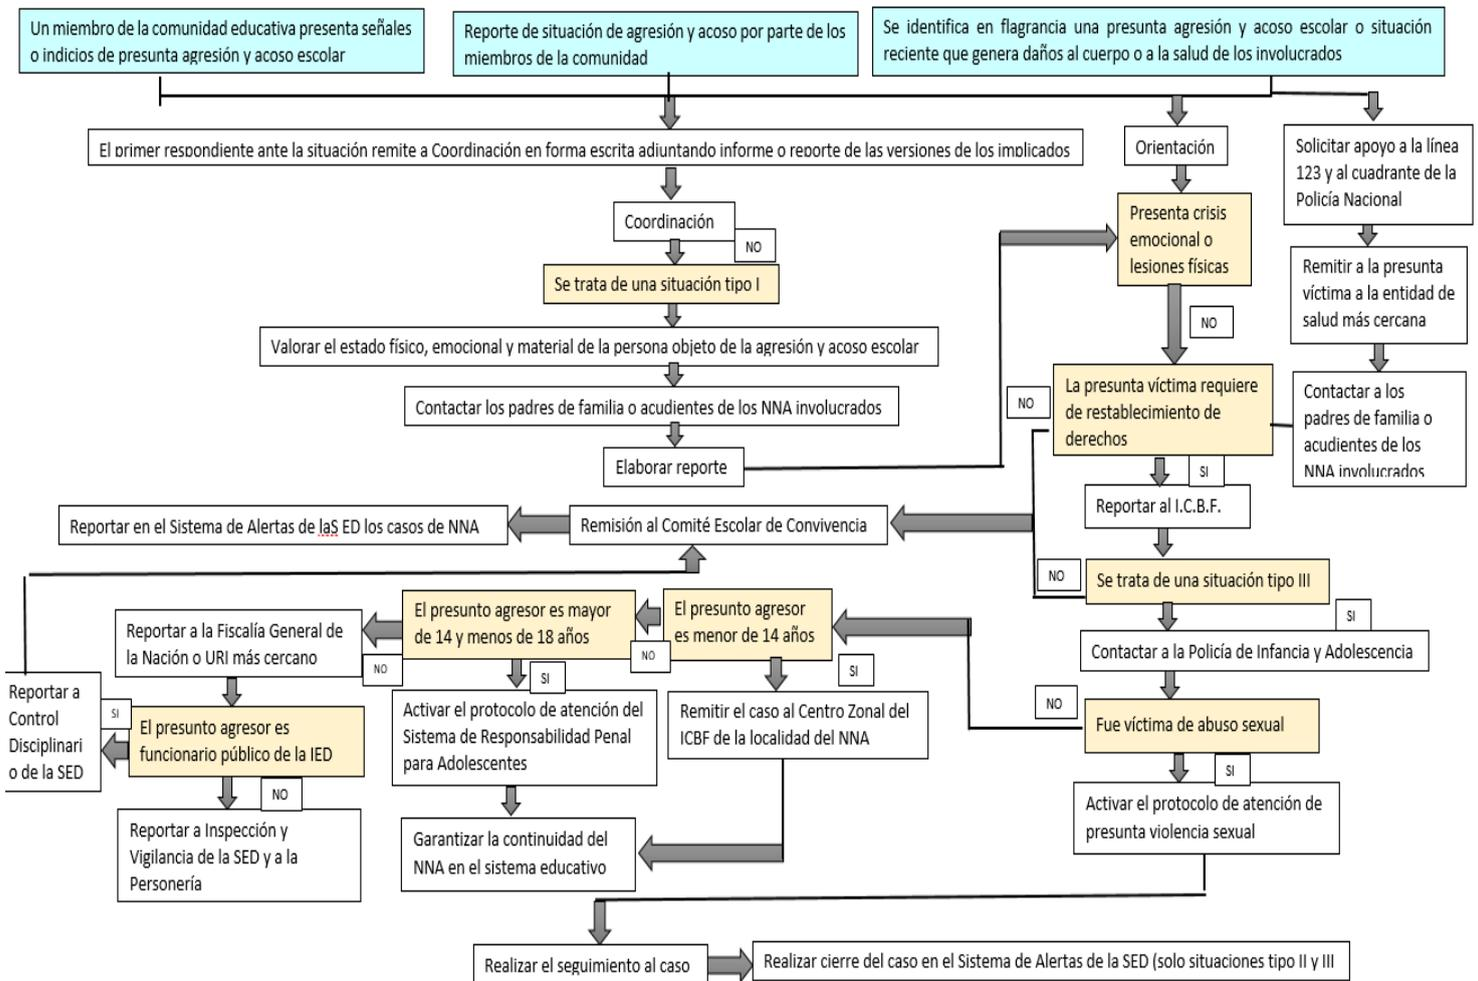 Un miembro de la comunidad educativa presenta señales
o indicios de presunta agresión y acoso escolar
Reporte de situación de agresión y acoso por parte de los
miembros de la comunidad
Se identifica en flagrancia una presunta agresión y acoso escolar o situación
reciente que genera daños al cuerpo o a la salud de los involucrados
El primer respondiente ante la situación remite a Coordinación en forma escrita adjuntando informe o reporte de las versiones de los implicados
Orientación
Solicitar apoyo a la línea
123 y al cuadrante de la
Policía Nacional
Coordinación
NO
Presenta crisis
emocional o
lesiones físicas
Se trata de una situación tipo I
Remitir a la presunta
víctima a la entidad de
salud más cercana
NO
Valorar el estado físico, emocional y material de la persona objeto de la agresión y acoso escolar
Contactar los padres de familia o acudientes de los NNA involucrados
NO
La presunta víctima requiere
de restablecimiento de
derechos
Contactar a los
padres de familia o
acudientes de los
NNA involucrados
Elaborar reporte
SI
Reportar al I.C.B.F.
Reportar en el Sistema de Alertas de laS ED los casos de NNA
Remisión al Comité Escolar de Convivencia
NO
Se trata de una situación tipo III
SI
El presunto agresor es mayor
de 14 y menos de 18 años
El presunto agresor
es menor de 14 años
Reportar a la Fiscalía General de
la Nación o URI más cercano
NO
NO
SI
SI
Contactar a la Policía de Infancia y Adolescencia
Reportar a
Control
Disciplinari
o de la SED
SI
El presunto agresor es
funcionario público de la IED
Activar el protocolo de atención del
Sistema de Responsabilidad Penal
para Adolescentes
Remitir el caso al Centro Zonal del
ICBF de la localidad del NNA
NO
Fue víctima de abuso sexual
SI
NO
Activar el protocolo de atención de
presunta violencia sexual
Reportar a Inspección y
Vigilancia de la SED y a la
Personería
Garantizar la continuidad del
NNA en el sistema educativo
Realizar el seguimiento al caso
Realizar cierre del caso en el Sistema de Alertas de la SED (solo situaciones tipo II y III